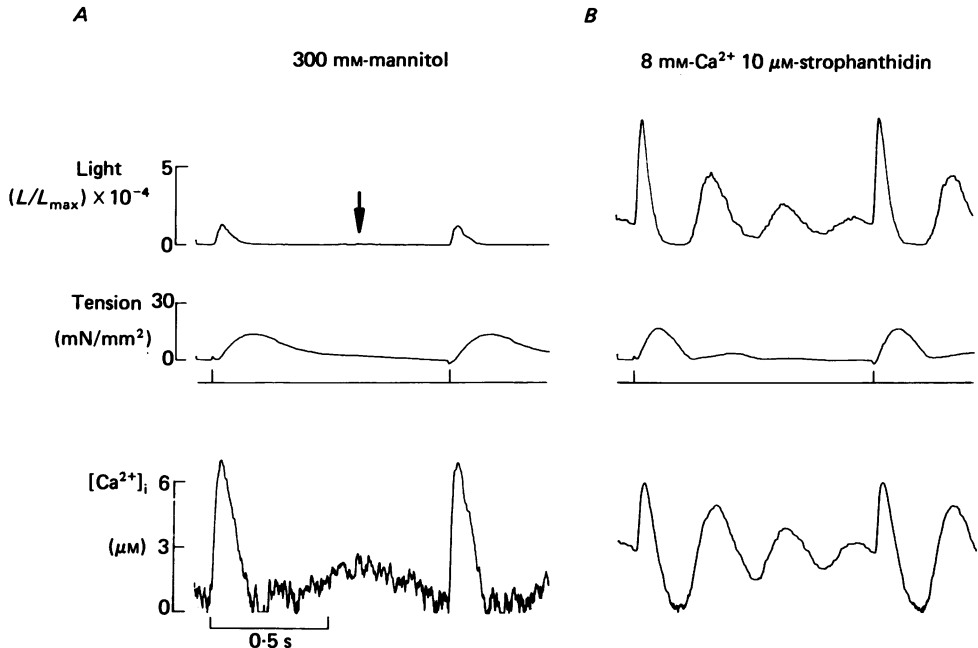 A
B
300 mM-mannitol
8 mM-Ca²⁺ 10 μM-strophanthidin
Light
(L/Lmax) × 10⁻⁴
5
0
Tension
(mN/mm²)
30
0
[Ca²⁺]i
(μM)
6
3
0
0·5 s